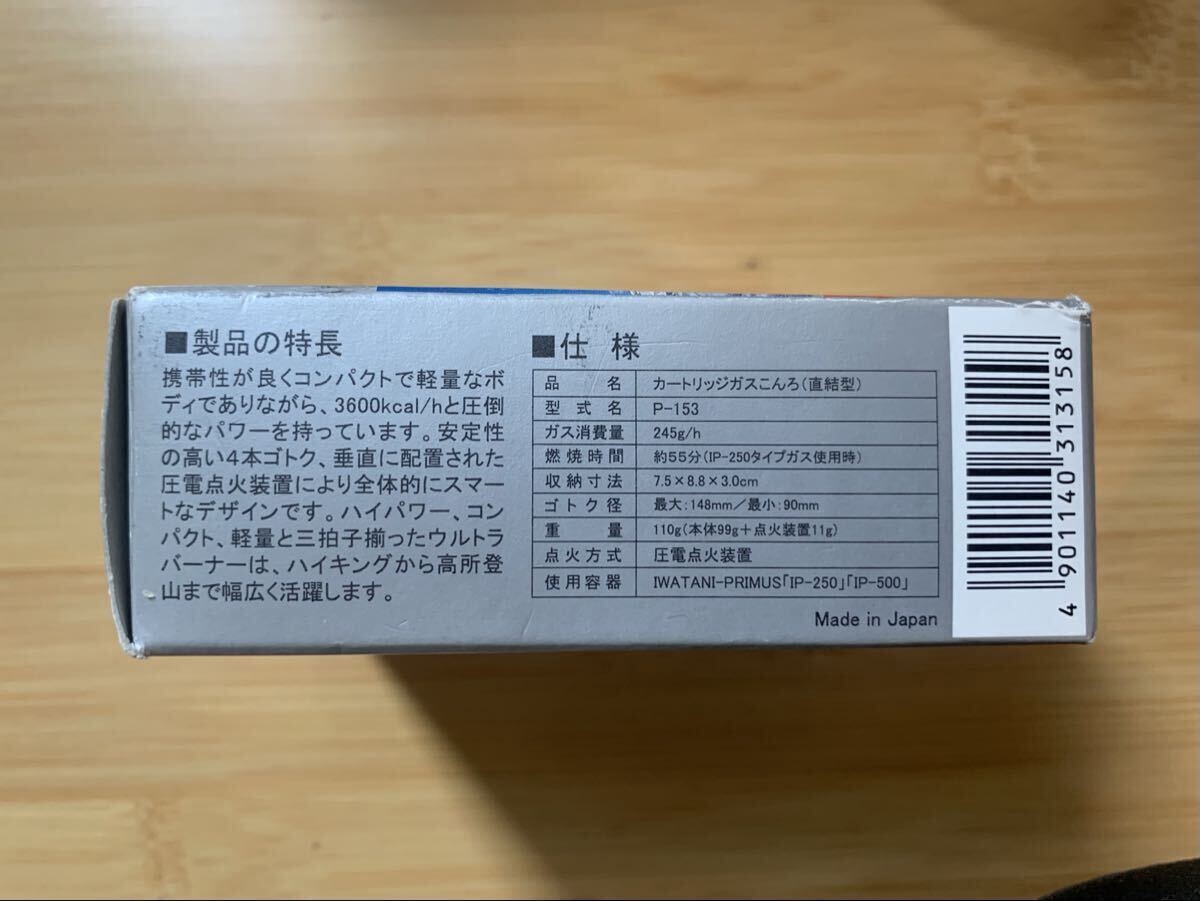 ■製品の特長
携帯性が良くコンパクトで軽量なボ
ディでありながら、3600kcal/hと圧倒
的なパワーを持っています。安定性
の高い4本ゴトク、垂直に配置された
圧電点火装置により全体的にスマー
トなデザインです。ハイパワー、コン
パクト、軽量と三拍子揃ったウルトラ
バーナーは、ハイキングから高所登
山まで幅広く活躍します。
■仕 様
品 名 カートリッジガスこんろ(直結型)
型 式 名 P-153
ガス消費量 245g/h
燃焼時間 約55分(IP-250タイプガス使用時)
収納寸法 7.5×8.8×3.0cm
ゴトク径 最大:148mm/最小:90mm
重 量 110g(本体99g+点火装置11g)
点火方式 圧電点火装置
使用容器 IWATANI-PRIMUS「IP-250」「IP-500」
Made in Japan
4 901140 313158